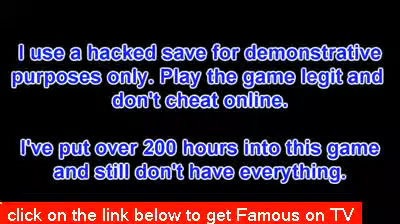 I use a hacked save for demonstrative
purposes only. Play the game legit and
don't cheat online.
I've put over 200 hours into this game
and still don't have everything.
click on the link below to get Famous on TV